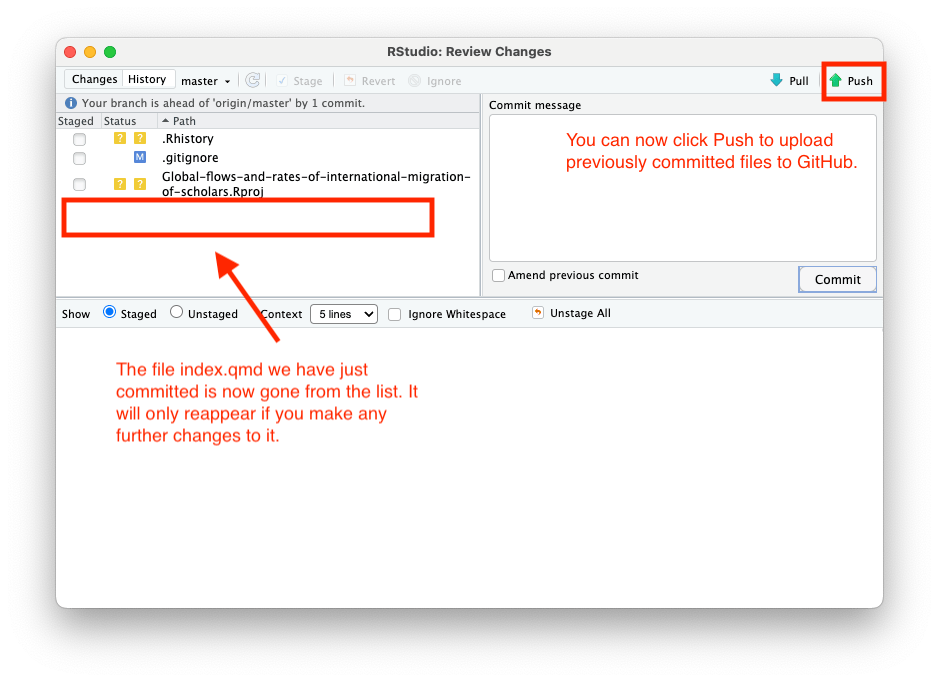 RStudio: Review Changes
Changes History master Stage Revert Ignore Pull Push
Your branch is ahead of 'origin/master' by 1 commit.
Staged Status Path
? ? .Rhistory
M .gitignore
? ? Global-flows-and-rates-of-international-migration-
of-scholars.Rproj
Commit message
You can now click Push to upload
previously committed files to GitHub.
Amend previous commit
Commit
Show Staged Unstaged Context 5 lines Ignore Whitespace Unstage All
The file index.qmd we have just
committed is now gone from the list. It
will only reappear if you make any
further changes to it.